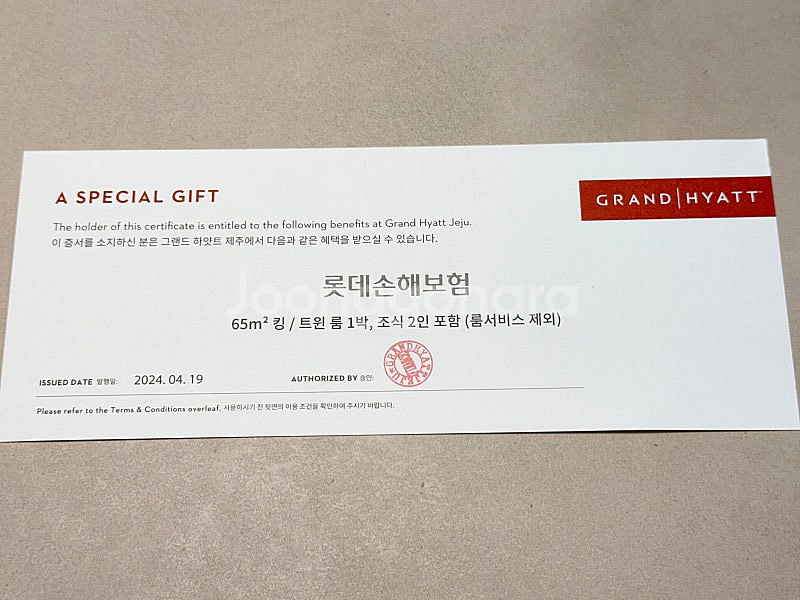 A SPECIAL GIFT
GRAND HYATT™
The holder of this certificate is entitled to the following benefits at Grand Hyatt Jeju.
이 증서를 소지하신 분은 그랜드 하얏트 제주에서 다음과 같은 혜택을 받으실 수 있습니다.
롯데손해보험
Joonggonara
65m² 킹 / 트윈 룸 1박, 조식 2인 포함 (룸서비스 제외)
ISSUED DATE 발행일: 2024. 04. 19
AUTHORIZED BY 승인:
GRAND HYATT JEJU
Please refer to the Terms & Conditions overleaf. 사용하시기 전 뒷면의 이용 조건을 확인하여 주시기 바랍니다.